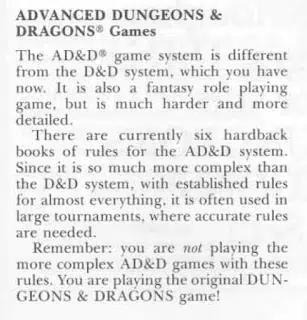 ADVANCED DUNGEONS &
DRAGONS® Games
The AD&D® game system is different
from the D&D system, which you have
now. It is also a fantasy role playing
game, but is much harder and more
detailed.
There are currently six hardback
books of rules for the AD&D system.
Since it is so much more complex than
the D&D system, with established rules
for almost everything, it is often used in
large tournaments, where accurate rules
are needed.
Remember: you are not playing the
more complex AD&D games with these
rules. You are playing the original DUN-
GEONS & DRAGONS game!